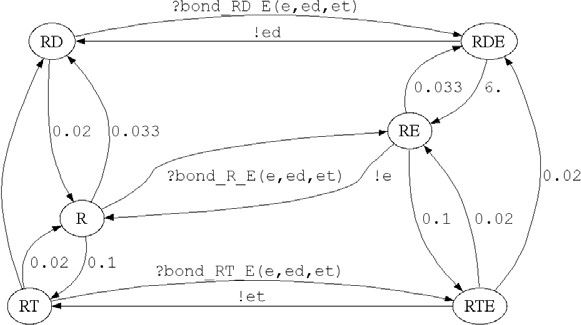 ?bond_RD_E(e,ed,et)
RD
!ed
RDE
0.02
0.033
0.033
6.
RE
?bond_R_E(e,ed,et)
!e
0.02
R
0.1
0.02
0.02
0.1
?bond_RT_E(e,ed,et)
!et
RT
RTE